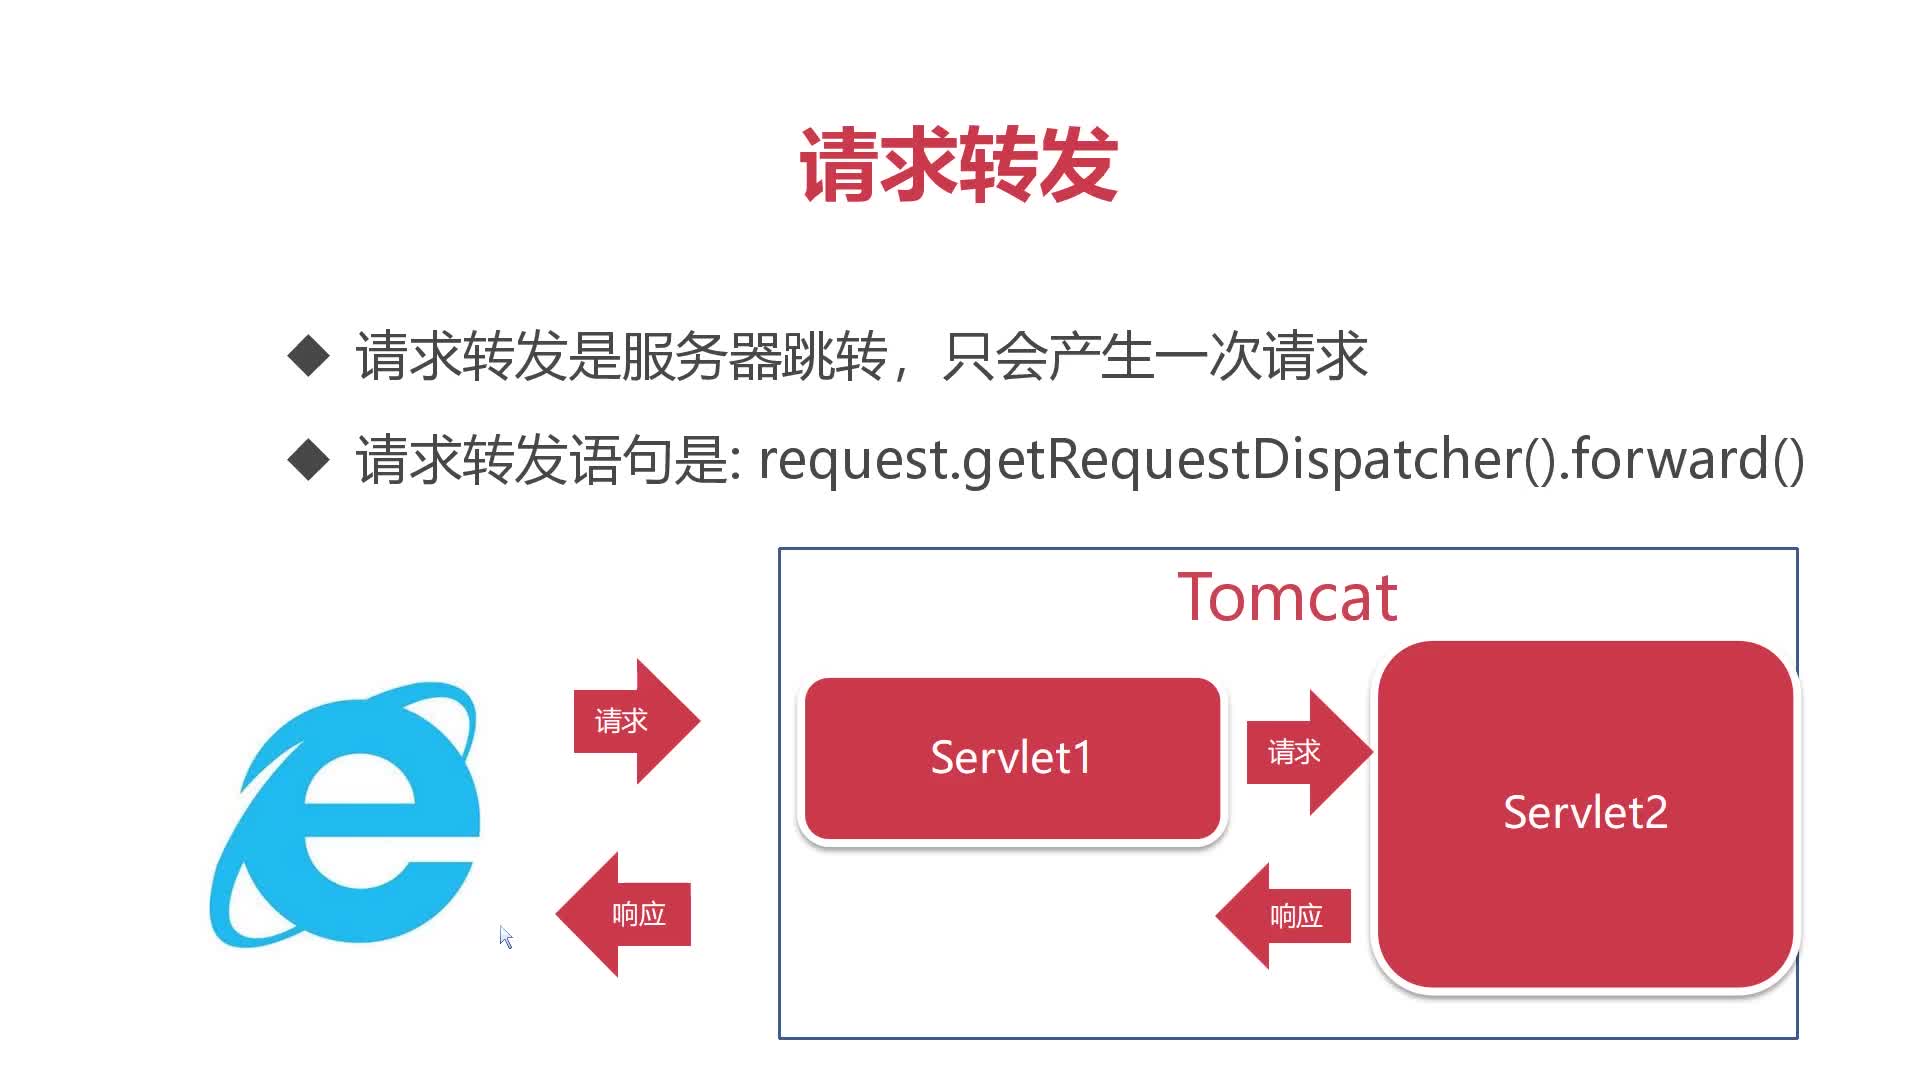 请求转发
请求转发是服务器跳转，只会产生一次请求
请求转发语句是: request.getRequestDispatcher().forward()
Tomcat
请求
Servlet1
请求
Servlet2
响应
响应